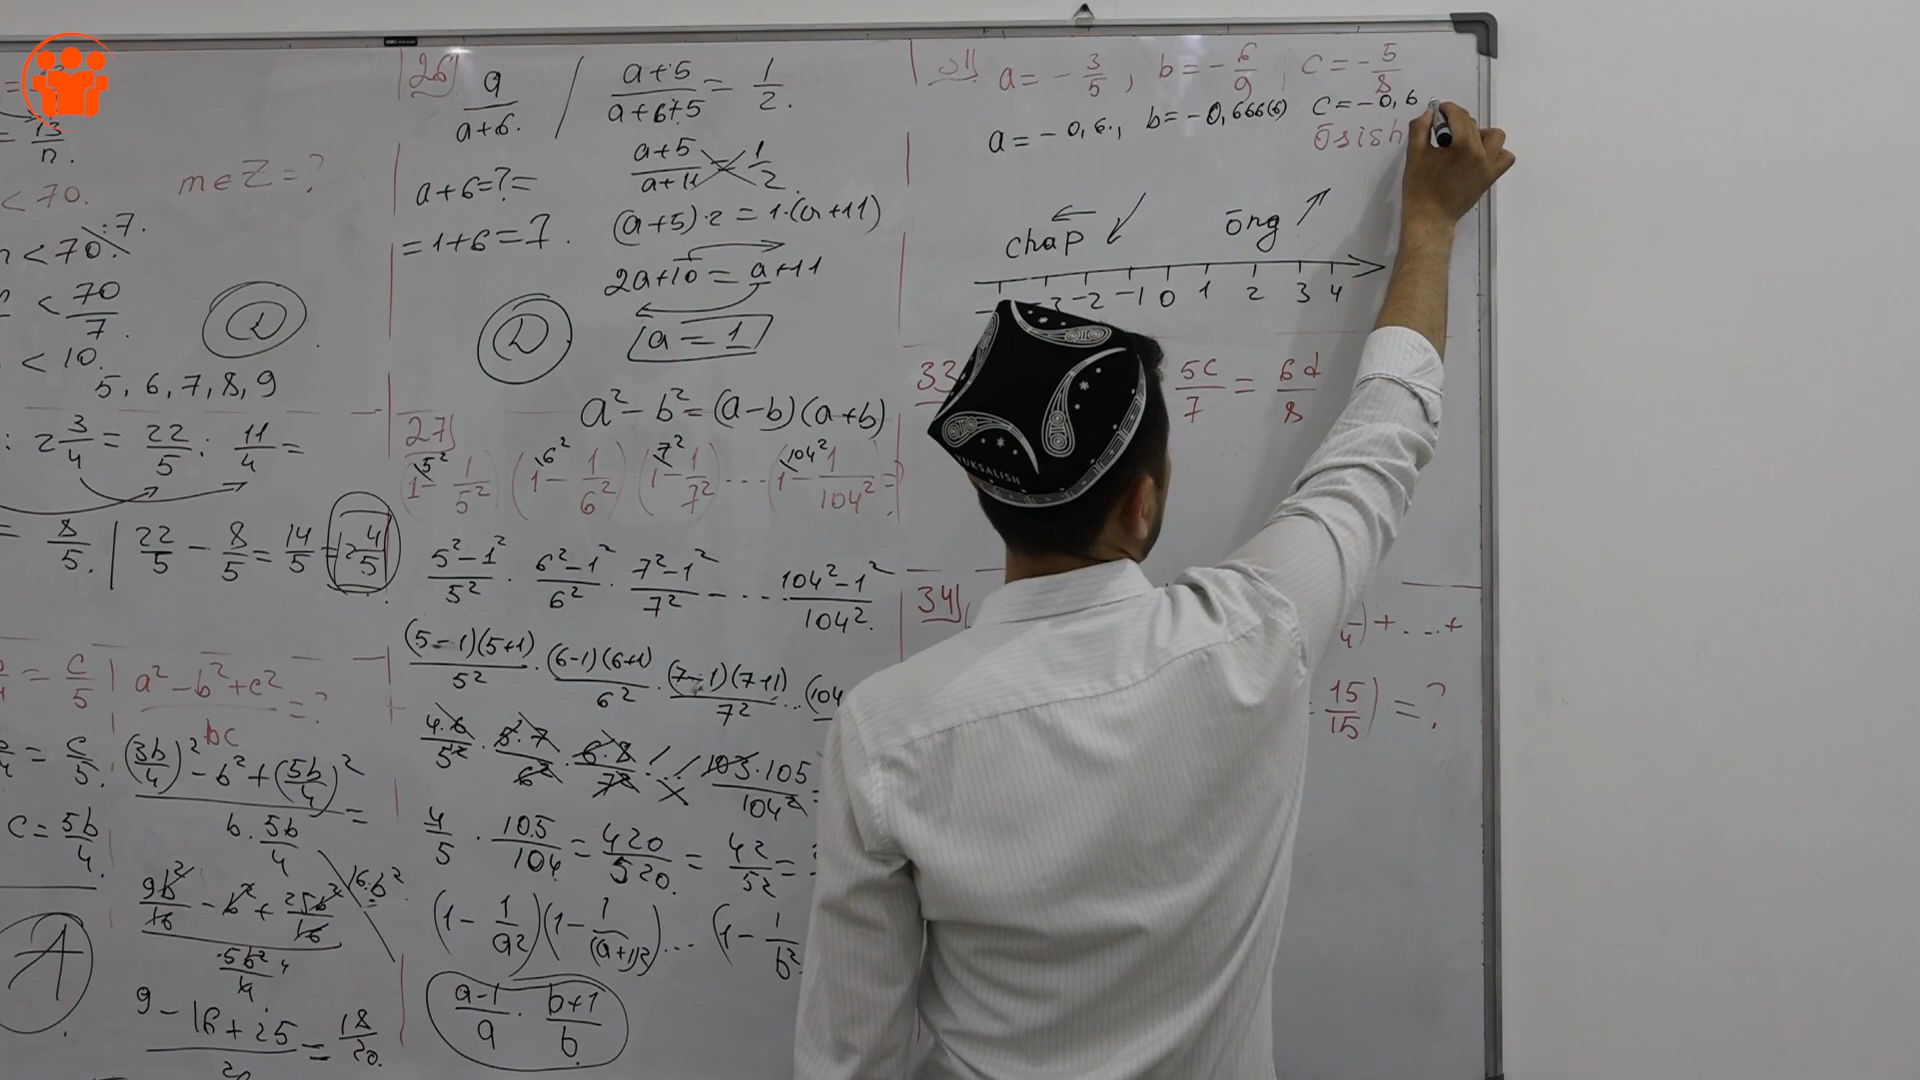 = 13/n.
< 70. m∈Z=?
n < 70. :7.
< 70/7.
< 10.
5, 6, 7, 8, 9
: 2 3/4 = 22/5 : 11/4 =
= 8/5. | 22/5 - 8/5 = 14/5 = 2 4/5
= c/5 (a²-b²+c²)/bc = ?
= c/5. ((3b/4)² - b² + (5b/4)²)/(b·5b/4) =
c = 5b/4.
(9b²/16 - b² + 25b²/16)/(5b²/4) 16·b²
A
(9-16+25)/20 = 18/20.
26) a/(a+6). / (a+5)/(a+6+5) = 1/2.
(a+5)/(a+11) = 1/2.
a+6=?=
=1+6=7.
(a+5)·2=1·(a+11)
2a+10=a+11
a=1
D
a²-b²=(a-b)(a+b)
27)
(1-1/5²)(1-1/6²)·(1-1/7²)...(1-1/104²)=?
5² 6² 7² 104²
(5²-1²)/5² · (6²-1²)/6² · (7²-1²)/7² ... (104²-1²)/104².
(5-1)(5+1)/5² · (6-1)(6+1)/6² · (7-1)(7+1)/7² ... (104
4·6/5² · 5·7/6² · 6·8/7² ... 103·105/104² =
4/5 · 105/104 = 420/520. = 42/52 =
(1-1/a²)(1-1/(a+1)²)... (1-1/b²
(a-1)/a · (b+1)/b
31) a=-3/5, b=-6/9, c=-5/8
a=-0,6., b=-0,666(6) c=-0,6
Ōsish
chap ōng
-2 -1 0 1 2 3 4
33 5c/7 = 6d/8
34)
4)+...+
15/15)=?
YUKSALISH